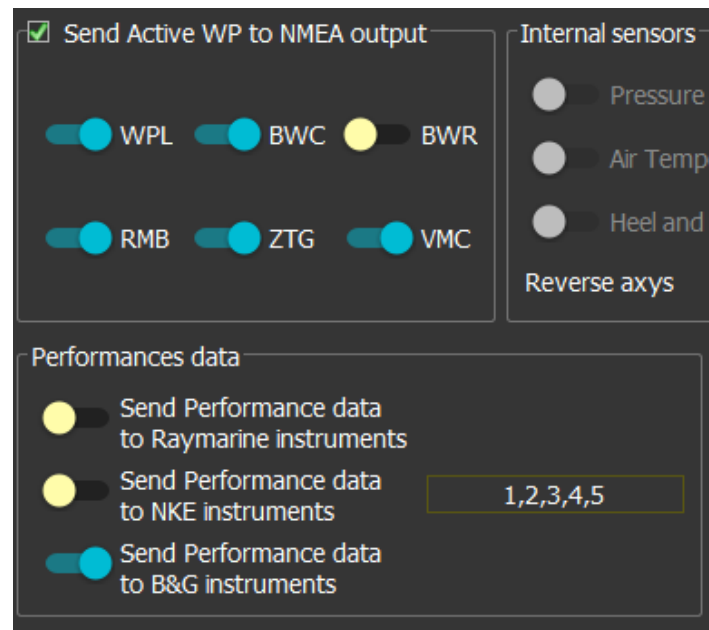 Send Active WP to NMEA output
WPL BWC BWR
RMB ZTG VMC
Internal sensors
Pressure
Air Temp
Heel and
Reverse axys
Performances data
Send Performance data
to Raymarine instruments
Send Performance data
to NKE instruments
1,2,3,4,5
Send Performance data
to B&G instruments